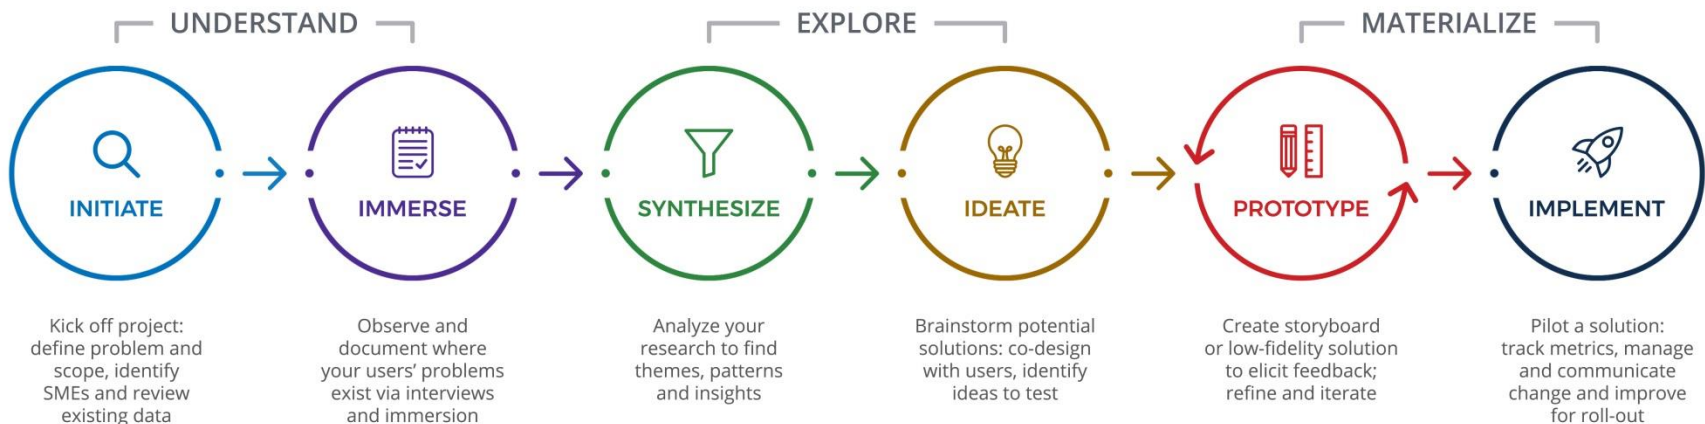 UNDERSTAND
EXPLORE
MATERIALIZE
INITIATE
IMMERSE
SYNTHESIZE
IDEATE
PROTOTYPE
IMPLEMENT
Kick off project:
define problem and
scope, identify
SMEs and review
existing data
Observe and
document where
your users’ problems
exist via interviews
and immersion
Analyze your
research to find
themes, patterns
and insights
Brainstorm potential
solutions: co-design
with users, identify
ideas to test
Create storyboard
or low-fidelity solution
to elicit feedback;
refine and iterate
Pilot a solution:
track metrics, manage
and communicate
change and improve
for roll-out